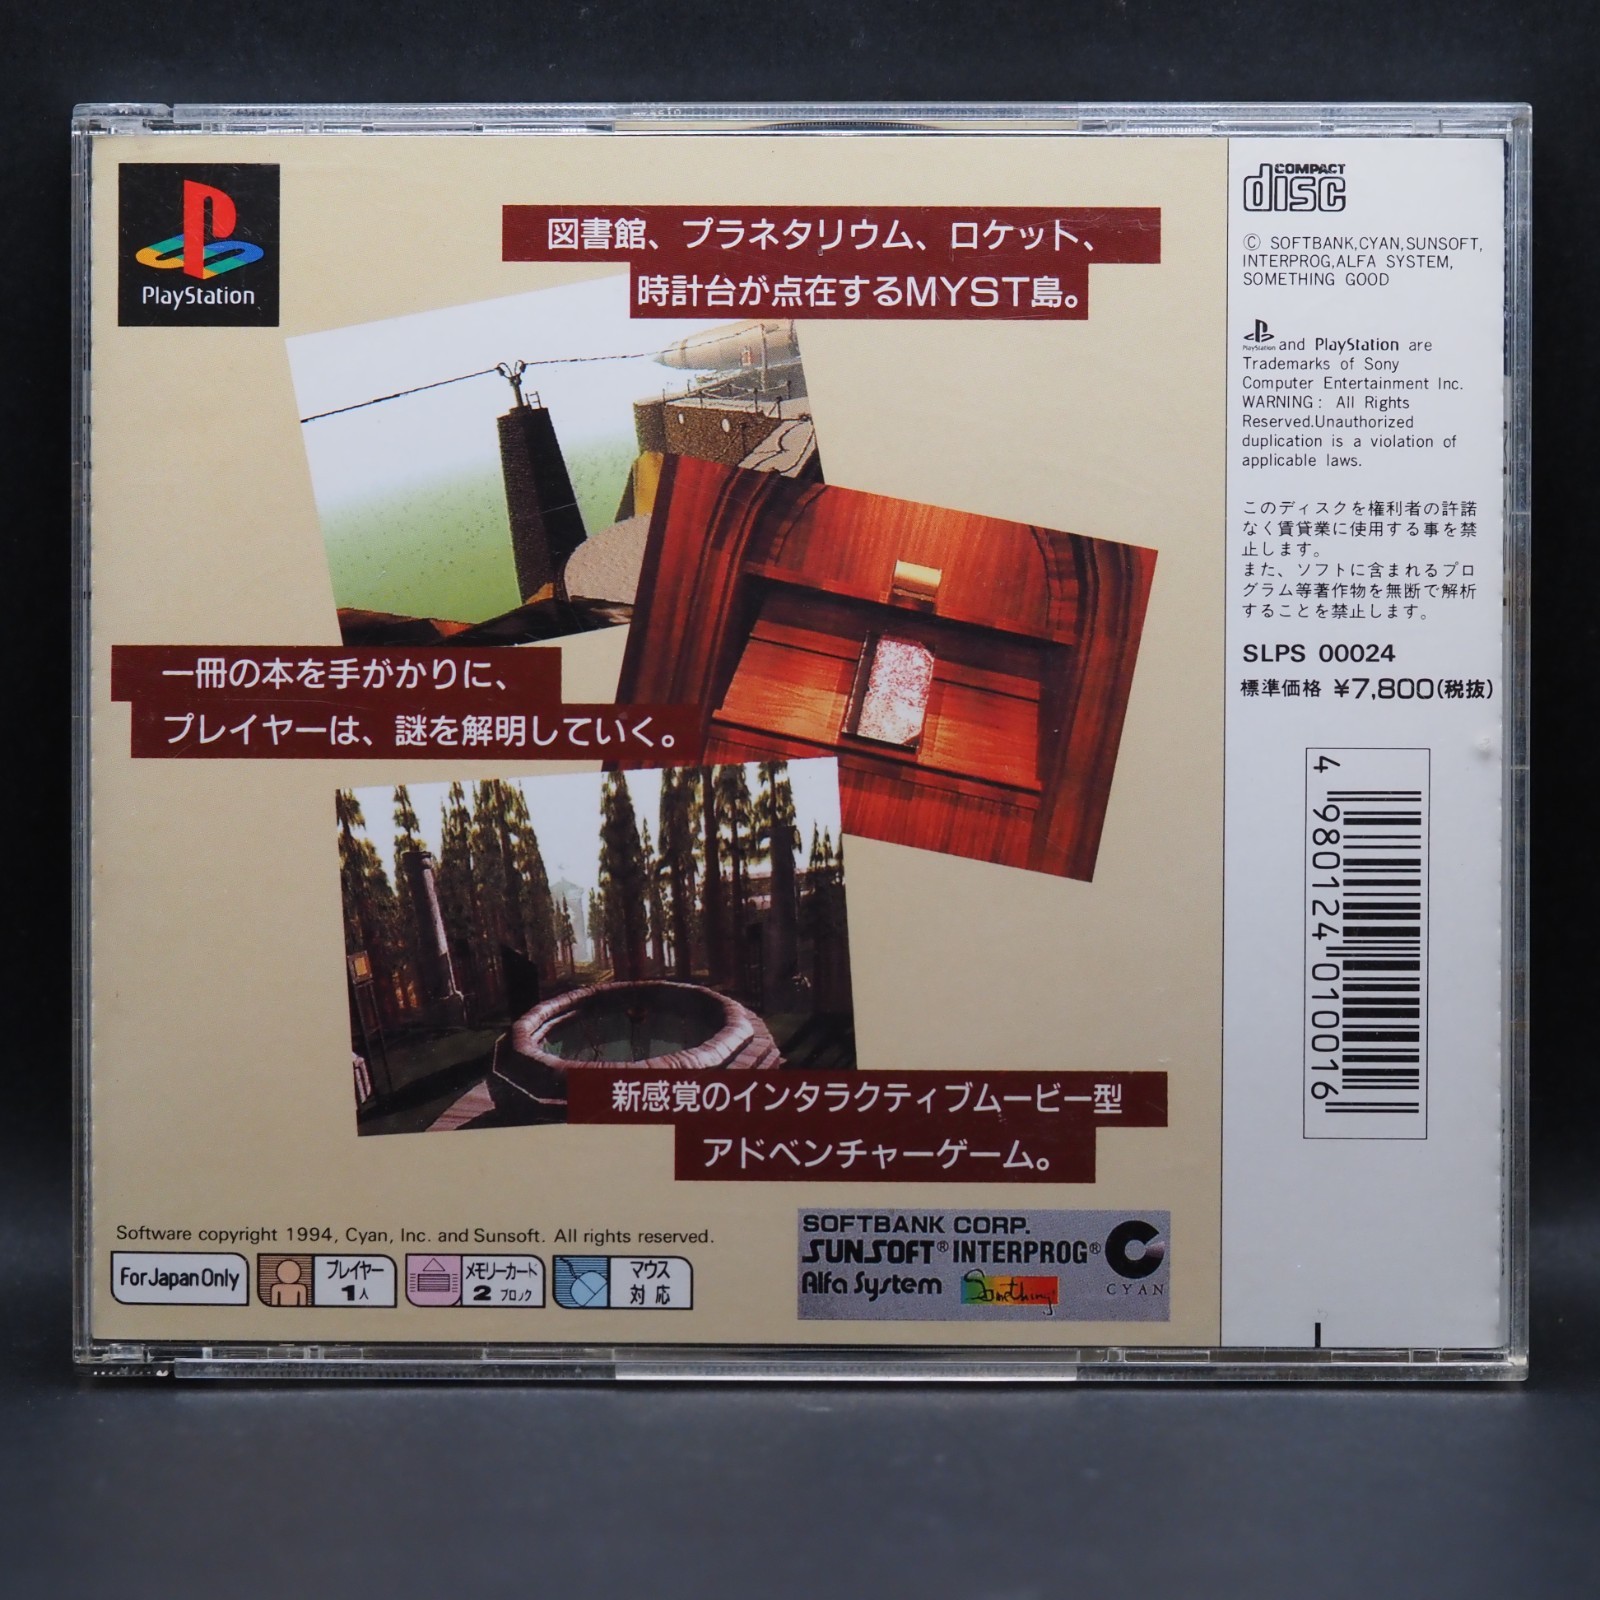 PlayStation
図書館、プラネタリウム、ロケット、
時計台が点在するMYST島。
一冊の本を手がかりに、
プレイヤーは、謎を解明していく。
新感覚のインタラクティブムービー型
アドベンチャーゲーム。
Software copyright 1994, Cyan, Inc. and Sunsoft. All rights reserved.
For Japan Only
プレイヤー
1人
メモリーカード
2 ブロック
マウス
対応
SOFTBANK CORP.
SUNSOFT® INTERPROG®
Alfa System Something
CYAN
COMPACT
disc
© SOFTBANK,CYAN,SUNSOFT,
INTERPROG,ALFA SYSTEM,
SOMETHING GOOD
PlayStation and PlayStation are
Trademarks of Sony
Computer Entertainment Inc.
WARNING: All Rights
Reserved.Unauthorized
duplication is a violation of
applicable laws.
このディスクを権利者の許諾
なく賃貸業に使用する事を禁
止します。
また、ソフトに含まれるプロ
グラム等著作物を無断で解析
することを禁止します。
SLPS 00024
標準価格 ¥7,800(税抜)
4 980124 010016